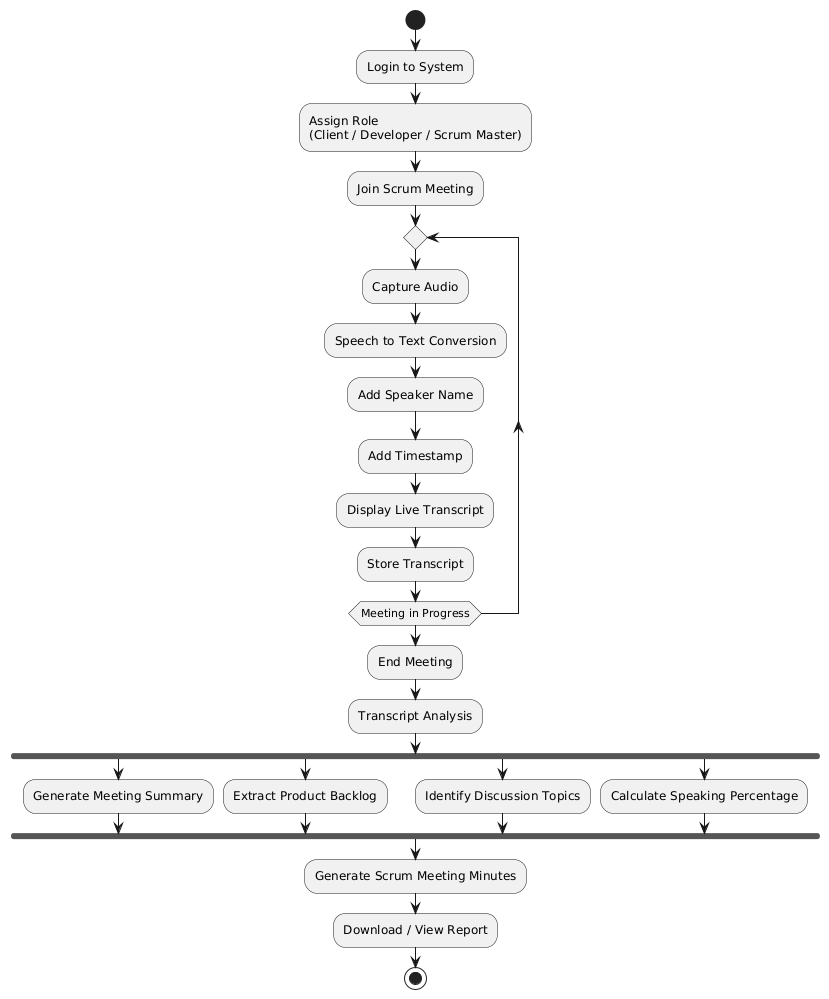 Login to System
Assign Role
(Client / Developer / Scrum Master)
Join Scrum Meeting
Capture Audio
Speech to Text Conversion
Add Speaker Name
Add Timestamp
Display Live Transcript
Store Transcript
Meeting in Progress
End Meeting
Transcript Analysis
Generate Meeting Summary
Extract Product Backlog
Identify Discussion Topics
Calculate Speaking Percentage
Generate Scrum Meeting Minutes
Download / View Report